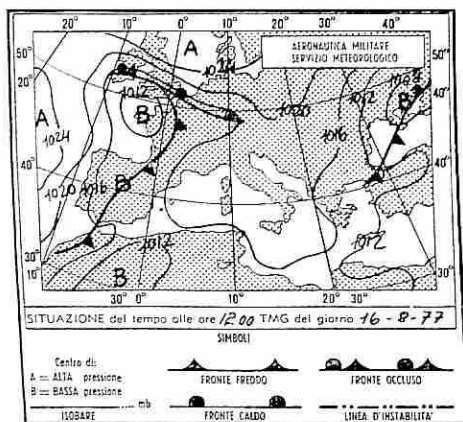 20° 10° 0° 10° 20° 30° 40°
AERONAUTICA MILITARE
SERVIZIO METEOROLOGICO
50° 50°
A
1024
1012
20°
B
1020
1012
B
A
1024
1016
40° 40°
1020 1016
B
1012
1012
30° 30°
10°
B
30° 0° 10° 20° 30°
SITUAZIONE del tempo alle ore 12.00 TMG del giorno 16-8-77
SIMBOLI
Centro di:
A = ALTA pressione
B = BASSA pressione
FRONTE FREDDO
FRONTE OCCLUSO
mb
ISOBARE
FRONTE CALDO
LINEA D'INSTABILITA'